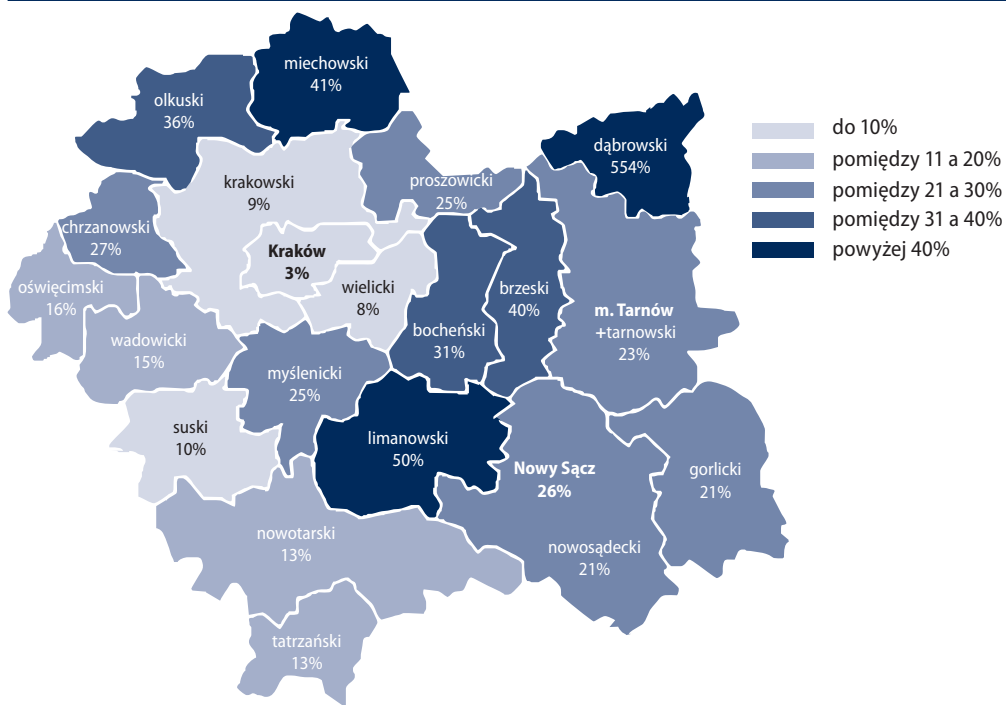 miechowski
41%
olkuski
36%
dąbrowski
554%
krakowski
9%
proszowicki
25%
chrzanowski
27%
Kraków
3%
oświęcimski
16%
wielicki
8%
brzeski
40%
m. Tarnów
+tarnowski
23%
wadowicki
15%
bocheński
31%
myślenicki
25%
suski
10%
limanowski
50%
Nowy Sącz
26%
gorlicki
21%
nowotarski
13%
nowosądecki
21%
tatrzański
13%
do 10%
pomiędzy 11 a 20%
pomiędzy 21 a 30%
pomiędzy 31 a 40%
powyżej 40%